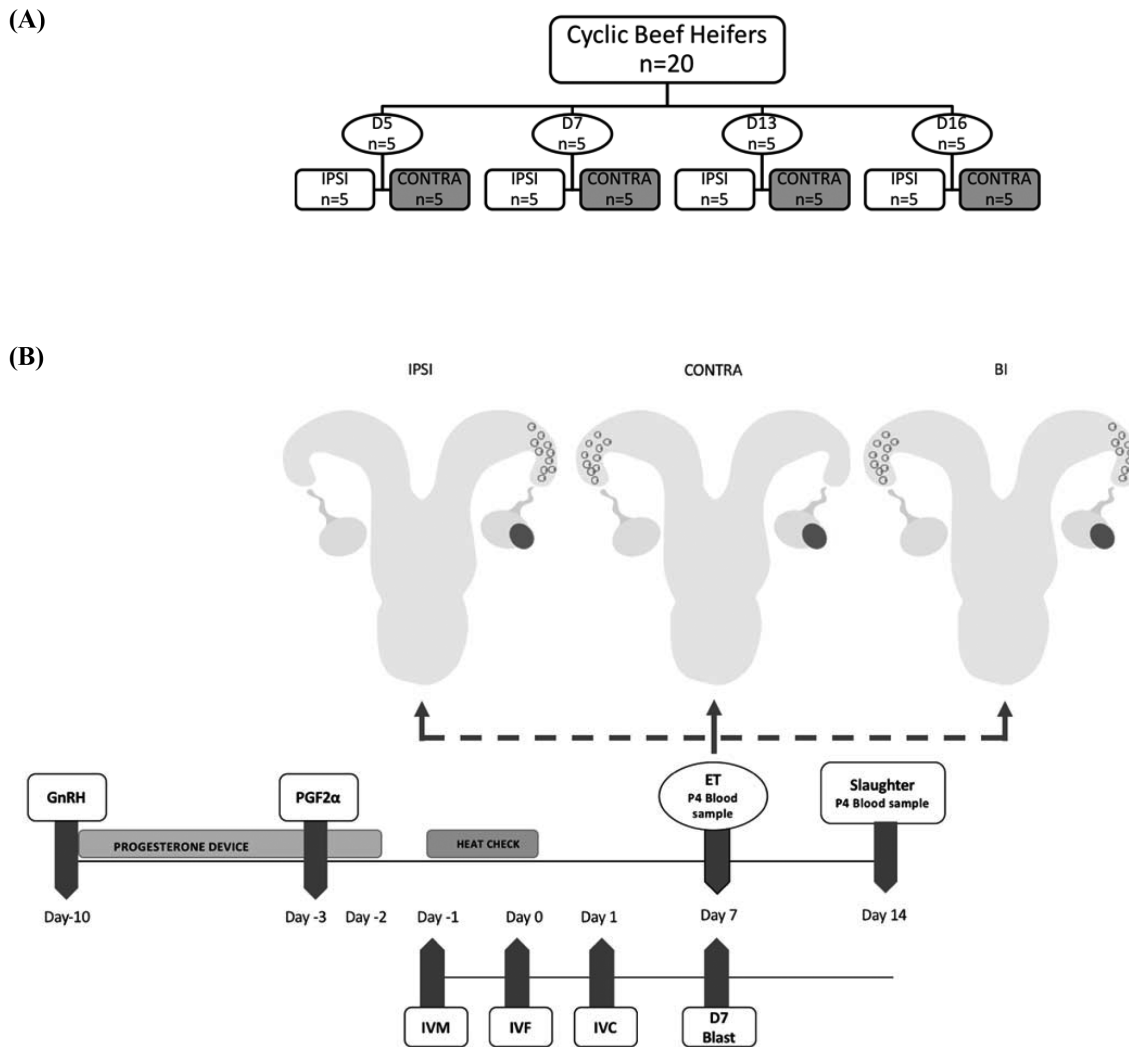 (A)
Cyclic Beef Heifers
n=20
D5
n=5
D7
n=5
D13
n=5
D16
n=5
IPSI
n=5
CONTRA
n=5
IPSI
n=5
CONTRA
n=5
IPSI
n=5
CONTRA
n=5
IPSI
n=5
CONTRA
n=5
(B)
IPSI
CONTRA
BI
GnRH
PGF2α
ET
P4 Blood
sample
Slaughter
P4 Blood sample
PROGESTERONE DEVICE
HEAT CHECK
Day-10
Day -3
Day -2
Day -1
Day 0
Day 1
Day 7
Day 14
IVM
IVF
IVC
D7
Blast